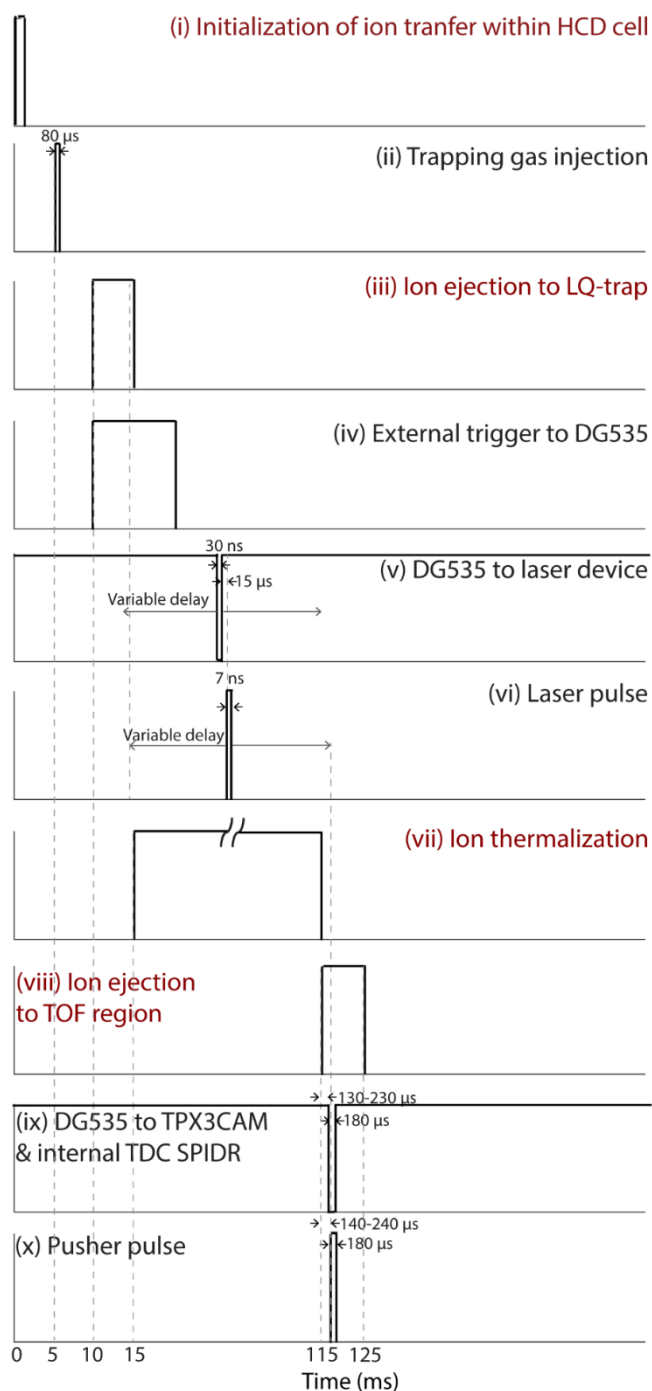 (i) Initialization of ion tranfer within HCD cell
80 µs
(ii) Trapping gas injection
(iii) Ion ejection to LQ-trap
(iv) External trigger to DG535
30 ns
(v) DG535 to laser device
15 µs
Variable delay
7 ns
(vi) Laser pulse
Variable delay
(vii) Ion thermalization
(viii) Ion ejection
to TOF region
130-230 µs
(ix) DG535 to TPX3CAM
& internal TDC SPIDR
180 µs
140-240 µs
(x) Pusher pulse
180 µs
0 5 10 15 115 125
Time (ms)